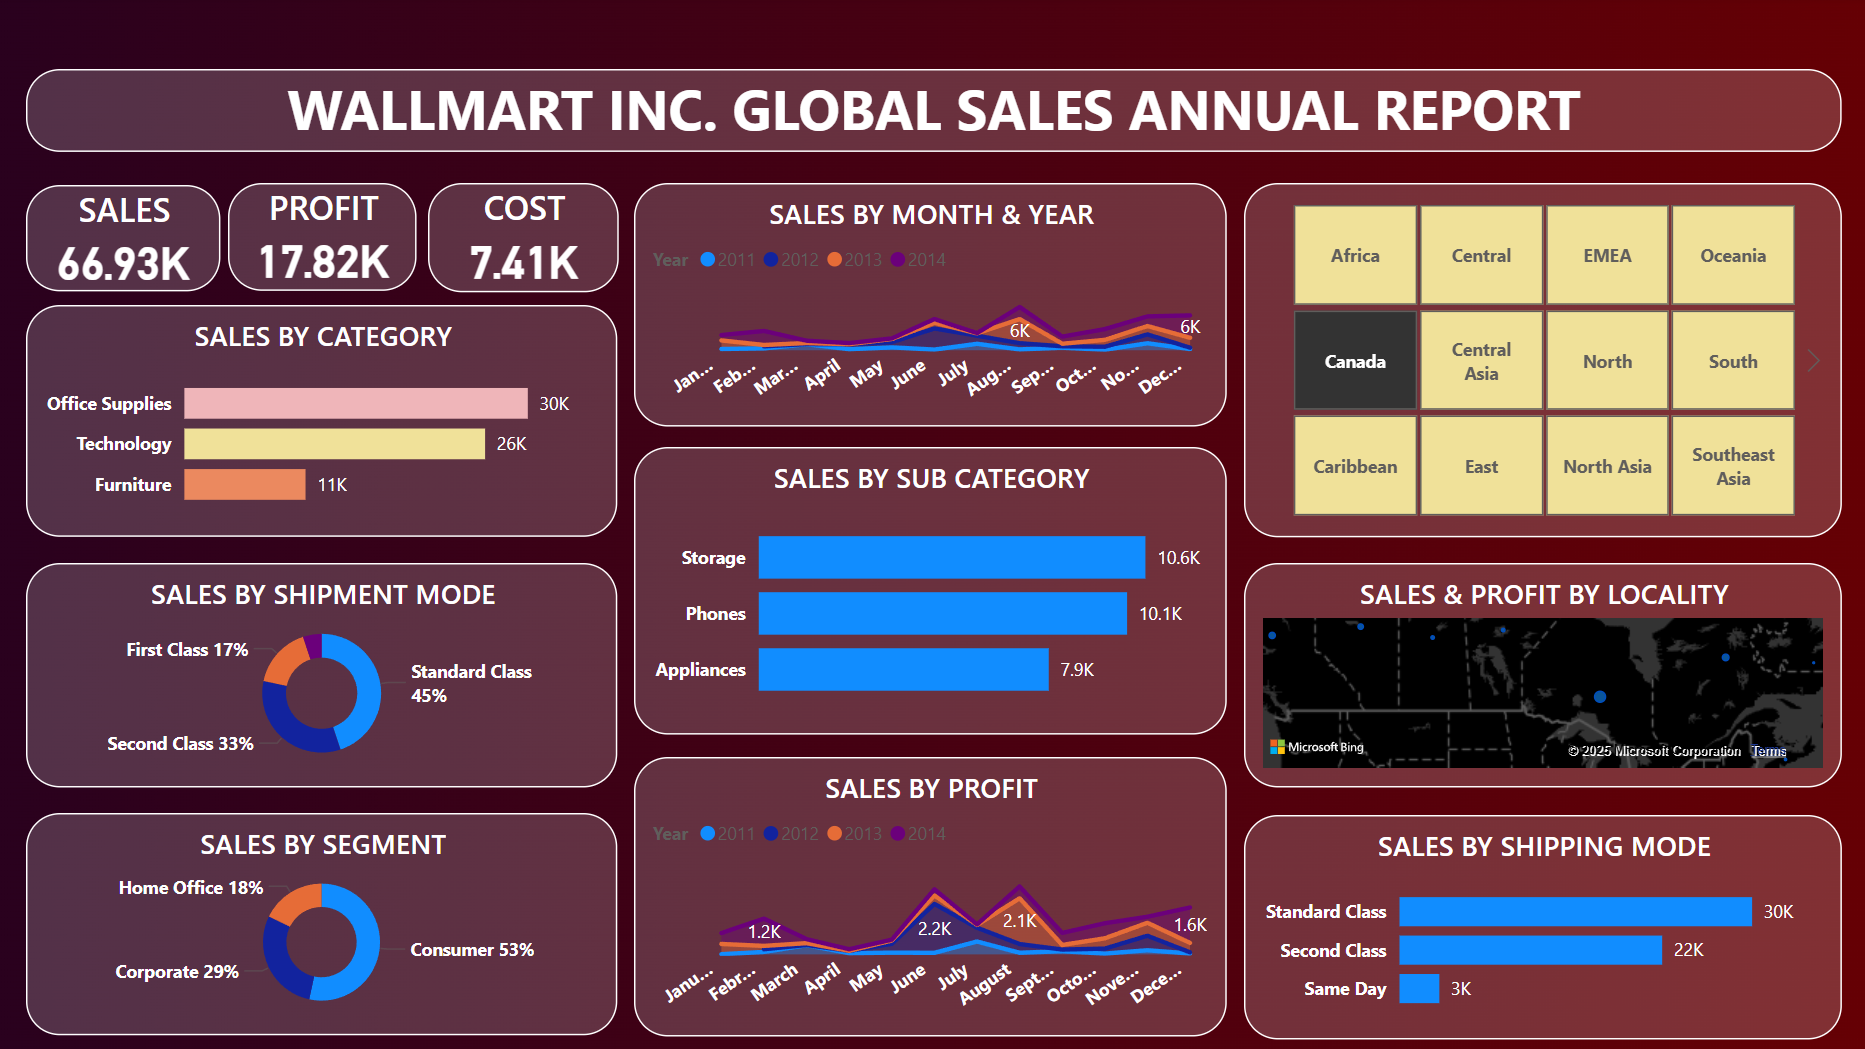 WALLMART INC. GLOBAL SALES ANNUAL REPORT
SALES
66.93K
PROFIT
17.82K
COST
7.41K
SALES BY CATEGORY
Office Supplies 30K
Technology 26K
Furniture 11K
SALES BY SHIPMENT MODE
First Class 17%
Standard Class
45%
Second Class 33%
SALES BY SEGMENT
Home Office 18%
Consumer 53%
Corporate 29%
SALES BY MONTH & YEAR
Year 2011 2012 2013 2014
6K 6K
Jan... Feb... Mar... April May June July Aug... Sep... Oct... No... Dec...
SALES BY SUB CATEGORY
Storage 10.6K
Phones 10.1K
Appliances 7.9K
SALES BY PROFIT
Year 2011 2012 2013 2014
1.2K 2.2K 2.1K 1.6K
Janu... Febr... March April May June July August Sept... Octo... Nove... Dece...
Africa Central EMEA Oceania
Canada Central Asia North South
Caribbean East North Asia Southeast Asia
SALES & PROFIT BY LOCALITY
Microsoft Bing
© 2025 Microsoft Corporation Terms
SALES BY SHIPPING MODE
Standard Class 30K
Second Class 22K
Same Day 3K